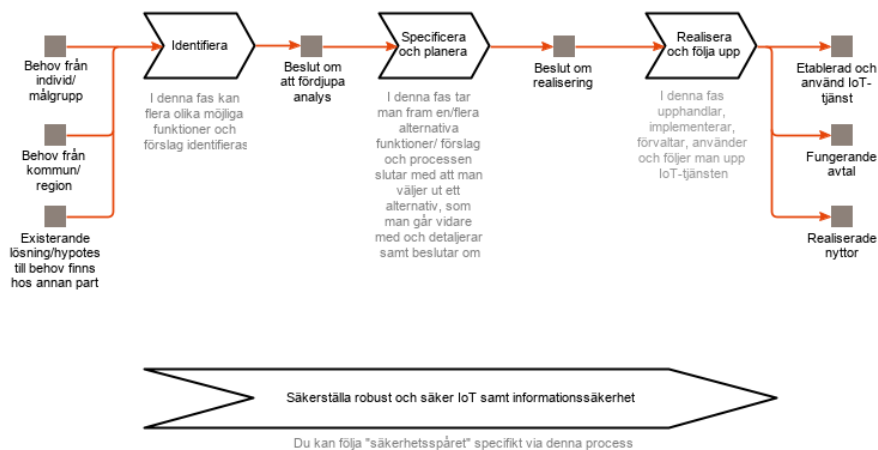 Behov från
individ/
målgrupp
Behov från
kommun/
region
Existerande
lösning/hypotes
till behov finns
hos annan part
Identifiera
I denna fas kan
flera olika möjliga
funktioner och
förslag identifieras
Beslut om
att fördjupa
analys
Specificera
och planera
I denna fas tar
man fram en/flera
alternativa
funktioner/ förslag
och processen
slutar med att man
väljer ut ett
alternativ, som
man går vidare
med och detaljerar
samt beslutar om
Beslut om
realisering
Realisera
och följa upp
I denna fas
upphandlar,
implementerar,
förvaltar, använder
och följer man upp
IoT-tjänsten
Etablerad och
använd IoT-
tjänst
Fungerande
avtal
Realiserade
nyttor
Säkerställa robust och säker IoT samt informationssäkerhet
Du kan följa "säkerhetsspåret" specifikt via denna process